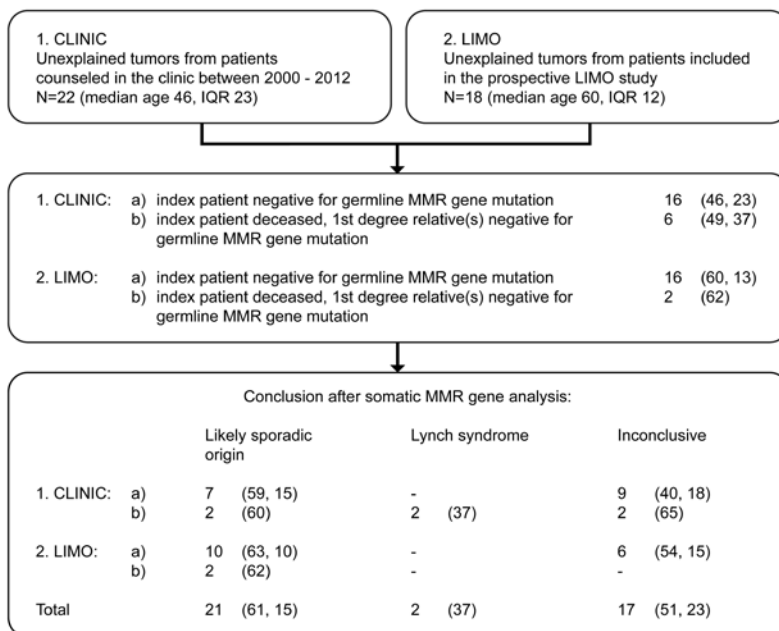 1. CLINIC
Unexplained tumors from patients
counseled in the clinic between 2000 - 2012
N=22 (median age 46, IQR 23)
2. LIMO
Unexplained tumors from patients included
in the prospective LIMO study
N=18 (median age 60, IQR 12)
1. CLINIC: a) index patient negative for germline MMR gene mutation 16 (46, 23)
b) index patient deceased, 1st degree relative(s) negative for 6 (49, 37)
germline MMR gene mutation
2. LIMO: a) index patient negative for germline MMR gene mutation 16 (60, 13)
b) index patient deceased, 1st degree relative(s) negative for 2 (62)
germline MMR gene mutation
Conclusion after somatic MMR gene analysis:
Likely sporadic Lynch syndrome Inconclusive
origin
1. CLINIC: a) 7 (59, 15) - 9 (40, 18)
b) 2 (60) 2 (37) 2 (65)
2. LIMO: a) 10 (63, 10) - 6 (54, 15)
b) 2 (62) - -
Total 21 (61, 15) 2 (37) 17 (51, 23)